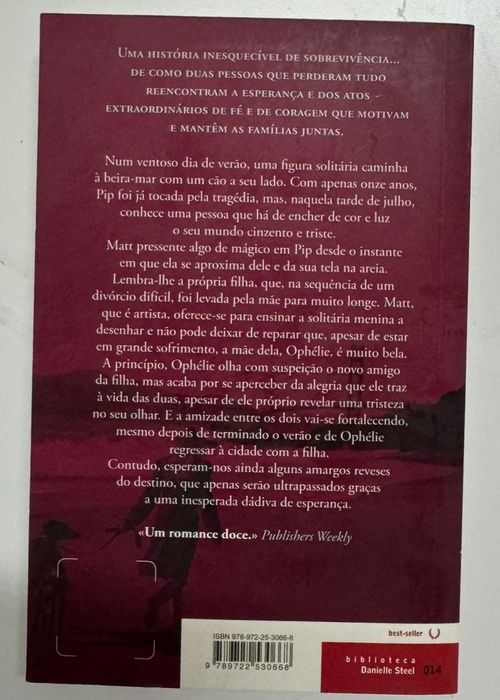 UMA HISTÓRIA INESQUECÍVEL DE SOBREVIVÊNCIA...
DE COMO DUAS PESSOAS QUE PERDERAM TUDO
REENCONTRAM A ESPERANÇA E DOS ATOS
EXTRAORDINÁRIOS DE FÉ E DE CORAGEM QUE MOTIVAM
E MANTÊM AS FAMÍLIAS JUNTAS.
Num ventoso dia de verão, uma figura solitária caminha
à beira-mar com um cão a seu lado. Com apenas onze anos,
Pip foi já tocada pela tragédia, mas, naquela tarde de julho,
conhece uma pessoa que há de encher de cor e luz
o seu mundo cinzento e triste.
Matt pressente algo de mágico em Pip desde o instante
em que ela se aproxima dele e da sua tela na areia.
Lembra-lhe a própria filha, que, na sequência de um
divórcio difícil, foi levada pela mãe para muito longe. Matt,
que é artista, oferece-se para ensinar a solitária menina a
desenhar e não pode deixar de reparar que, apesar de estar
em grande sofrimento, a mãe dela, Ophélie, é muito bela.
A princípio, Ophélie olha com suspeição o novo amigo
da filha, mas acaba por se aperceber da alegria que ele traz
à vida das duas, apesar de ele próprio revelar uma tristeza
no seu olhar. E a amizade entre os dois vai-se fortalecendo,
mesmo depois de terminado o verão e de Ophélie
regressar à cidade com a filha.
Contudo, esperam-nos ainda alguns amargos reveses
do destino, que apenas serão ultrapassados graças
a uma inesperada dádiva de esperança.
«Um romance doce.» Publishers Weekly
ISBN 978-972-25-3066-8
9 789722 530668
best-seller
biblioteca
Danielle Steel 014